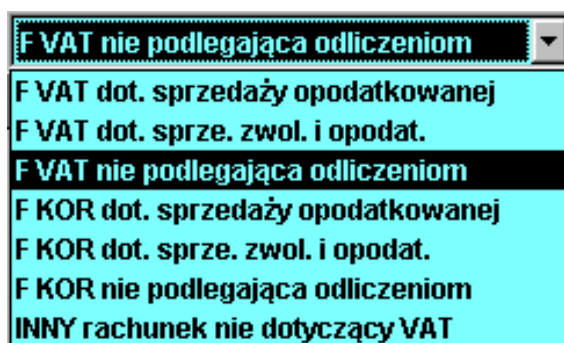 F VAT nie podlegająca odliczeniom
F VAT dot. sprzedaży opodatkowanej
F VAT dot. sprze. zwol. i opodat.
F VAT nie podlegająca odliczeniom
F KOR dot. sprzedaży opodatkowanej
F KOR dot. sprze. zwol. i opodat.
F KOR nie podlegająca odliczeniom
INNY rachunek nie dotyczący VAT